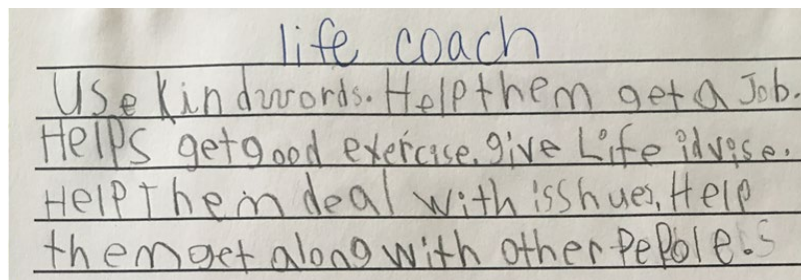 life coach
Use kind words. Help them get a Job.
Helps get good exercise. give Life idvise.
Help Them deal with isshues, Help
them get along with other Pepole.s